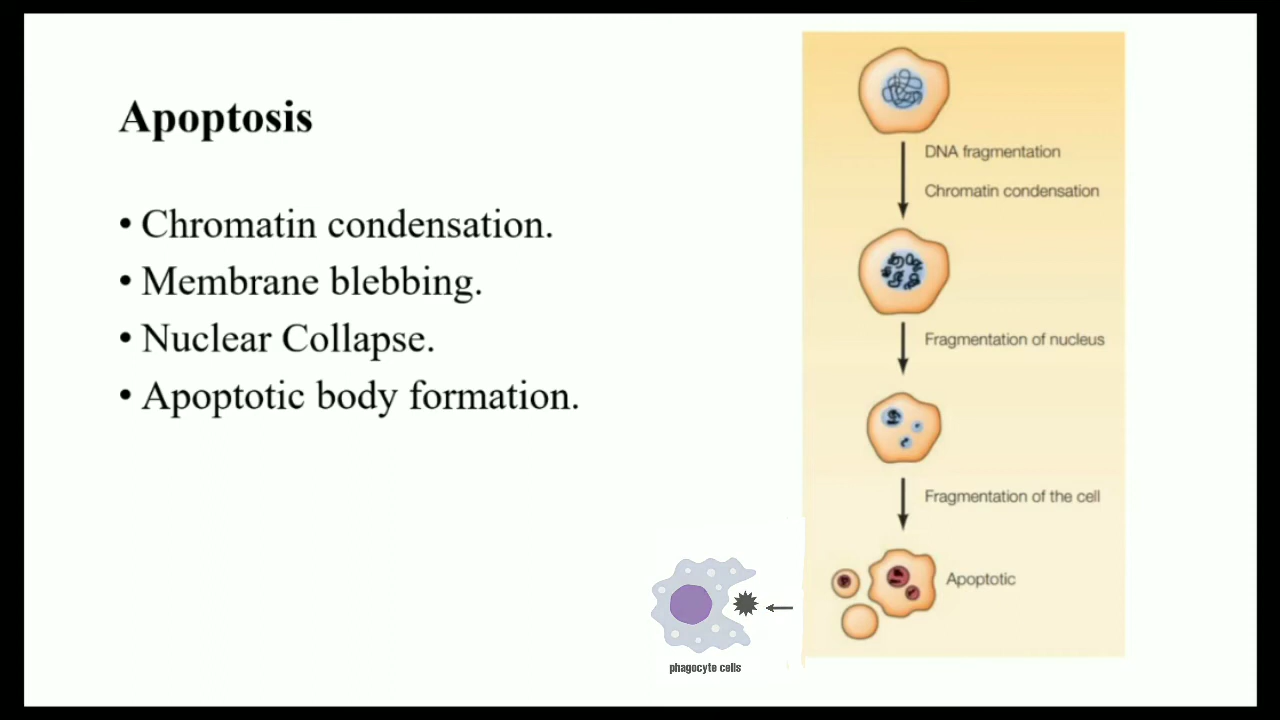 Apoptosis
• Chromatin condensation.
• Membrane blebbing.
• Nuclear Collapse.
• Apoptotic body formation.
DNA fragmentation
Chromatin condensation
Fragmentation of nucleus
Fragmentation of the cell
Apoptotic
phagocyte cells